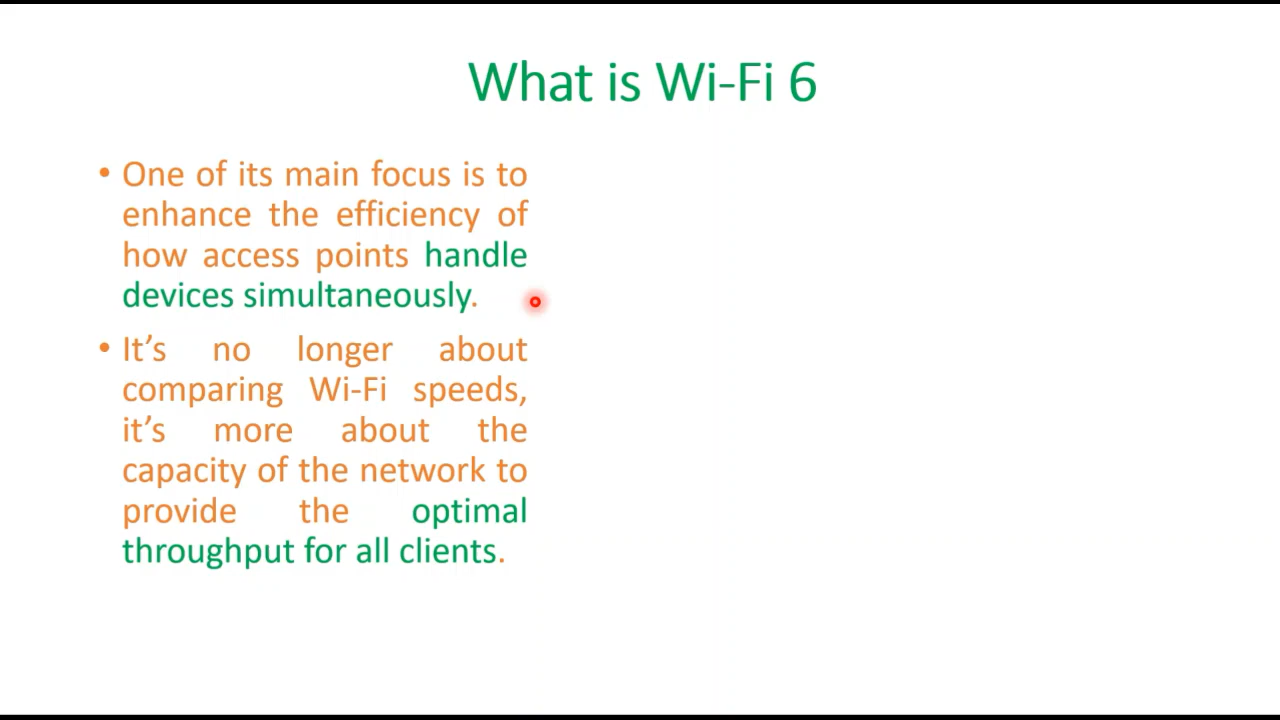 What is Wi-Fi 6
• One of its main focus is to
enhance the efficiency of
how access points handle
devices simultaneously.
• It’s no longer about
comparing Wi-Fi speeds,
it’s more about the
capacity of the network to
provide the optimal
throughput for all clients.